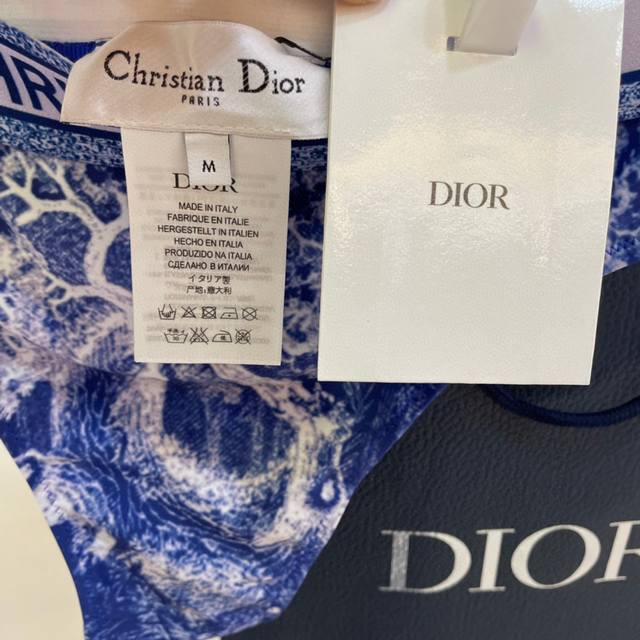 HR
Christian Dior
PARIS
M
DIOR
MADE IN ITALY
FABRIQUE EN ITALIE
HERGESTELLT IN ITALIEN
HECHO EN ITALIA
PRODUZIDO NA ITALIA
СДЕЛАНО В ИТАЛИИ
イタリア製
产地:意大利
DIOR
DIOR